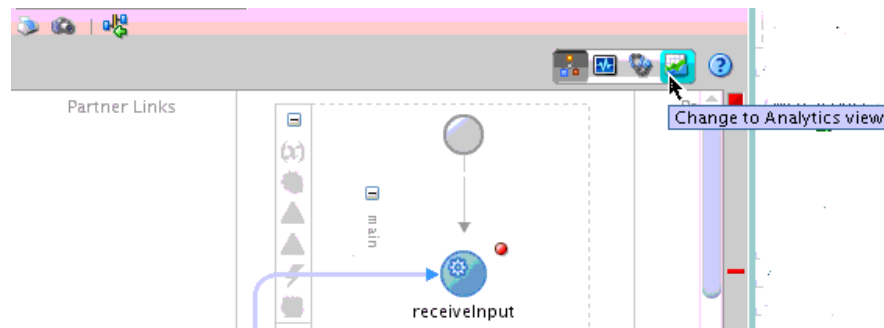 ?
Partner Links
Change to Analytics view
(x)
main
receiveInput